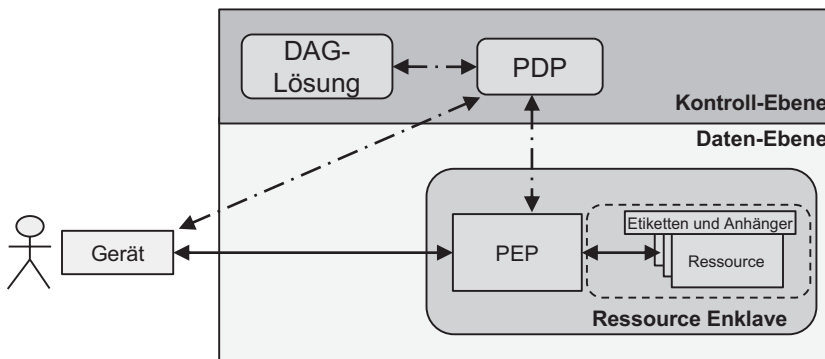 DAG-
Lösung
PDP
Kontroll-Ebene
Daten-Ebene
Etiketten und Anhänger
Gerät
PEP
Ressource
Ressource Enklave